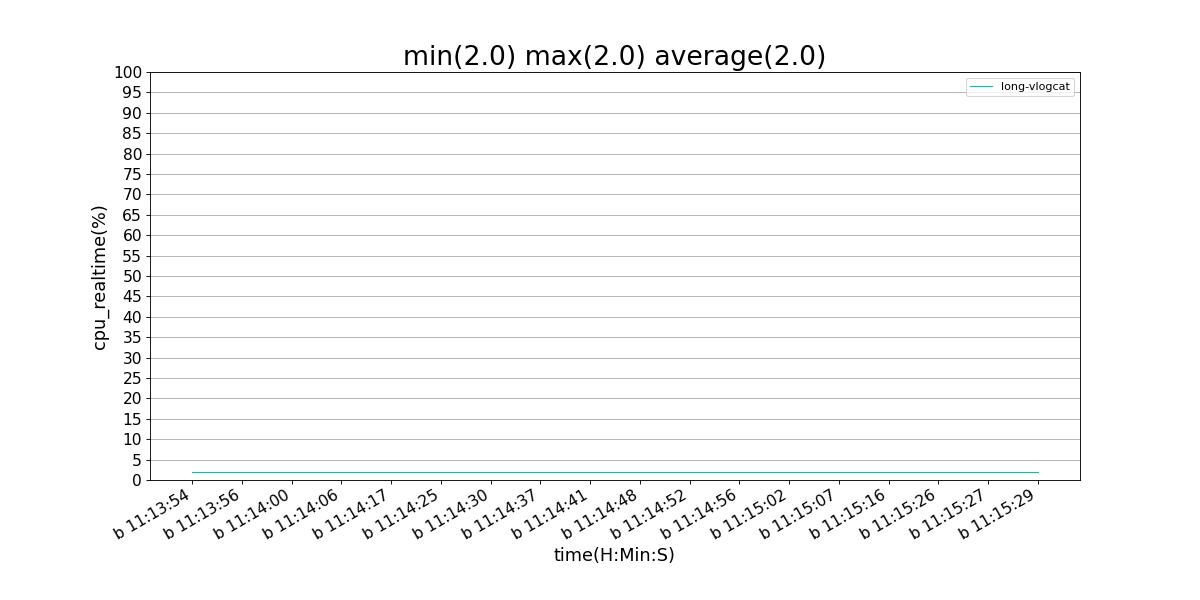 min(2.0) max(2.0) average(2.0)
long-vlogcat
cpu_realtime(%)
100
95
90
85
80
75
70
65
60
55
50
45
40
35
30
25
20
15
10
5
0
b 11:13:54
b 11:13:56
b 11:14:00
b 11:14:06
b 11:14:17
b 11:14:25
b 11:14:30
b 11:14:37
b 11:14:41
b 11:14:48
b 11:14:52
b 11:14:56
b 11:15:02
b 11:15:07
b 11:15:16
b 11:15:26
b 11:15:27
b 11:15:29
time(H:Min:S)